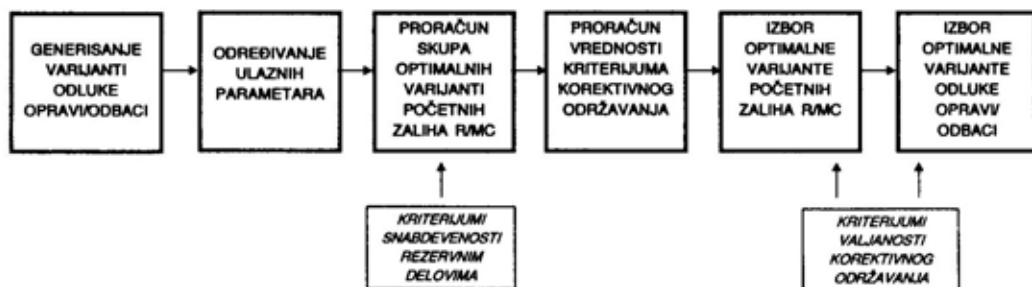 GENERISANJE
VARIJANTI
ODLUKE
OPRAVI/ODBACI
ODREĐIVANJE
ULAZNIH
PARAMETARA
PRORAČUN
SKUPA
OPTIMALNIH
VARIJANTI
POČETNIH
ZALIHA R/MC
PRORAČUN
VREDNOSTI
KRITERIJUMA
KOREKTIVNOG
ODRŽAVANJA
IZBOR
OPTIMALNE
VARIJANTE
POČETNIH
ZALIHA R/MC
IZBOR
OPTIMALNE
VARIJANTE
ODLUKE
OPRAVI/
ODBACI
KRITERIJUMI
SNABDEVENOSTI
REZERVNIM
DELOVIMA
KRITERIJUMI
VALJANOSTI
KOREKTIVNOG
ODRŽAVANJA